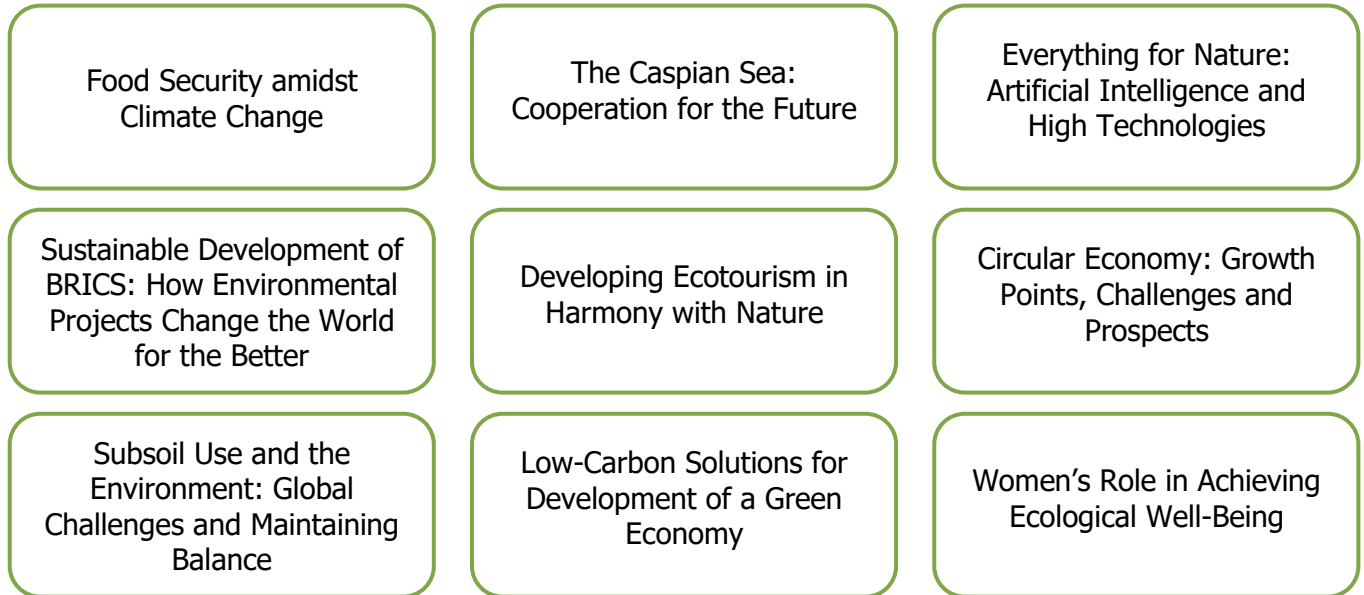 Food Security amidst
Climate Change
The Caspian Sea:
Cooperation for the Future
Everything for Nature:
Artificial Intelligence and
High Technologies
Sustainable Development of
BRICS: How Environmental
Projects Change the World
for the Better
Developing Ecotourism in
Harmony with Nature
Circular Economy: Growth
Points, Challenges and
Prospects
Subsoil Use and the
Environment: Global
Challenges and Maintaining
Balance
Low-Carbon Solutions for
Development of a Green
Economy
Women’s Role in Achieving
Ecological Well-Being